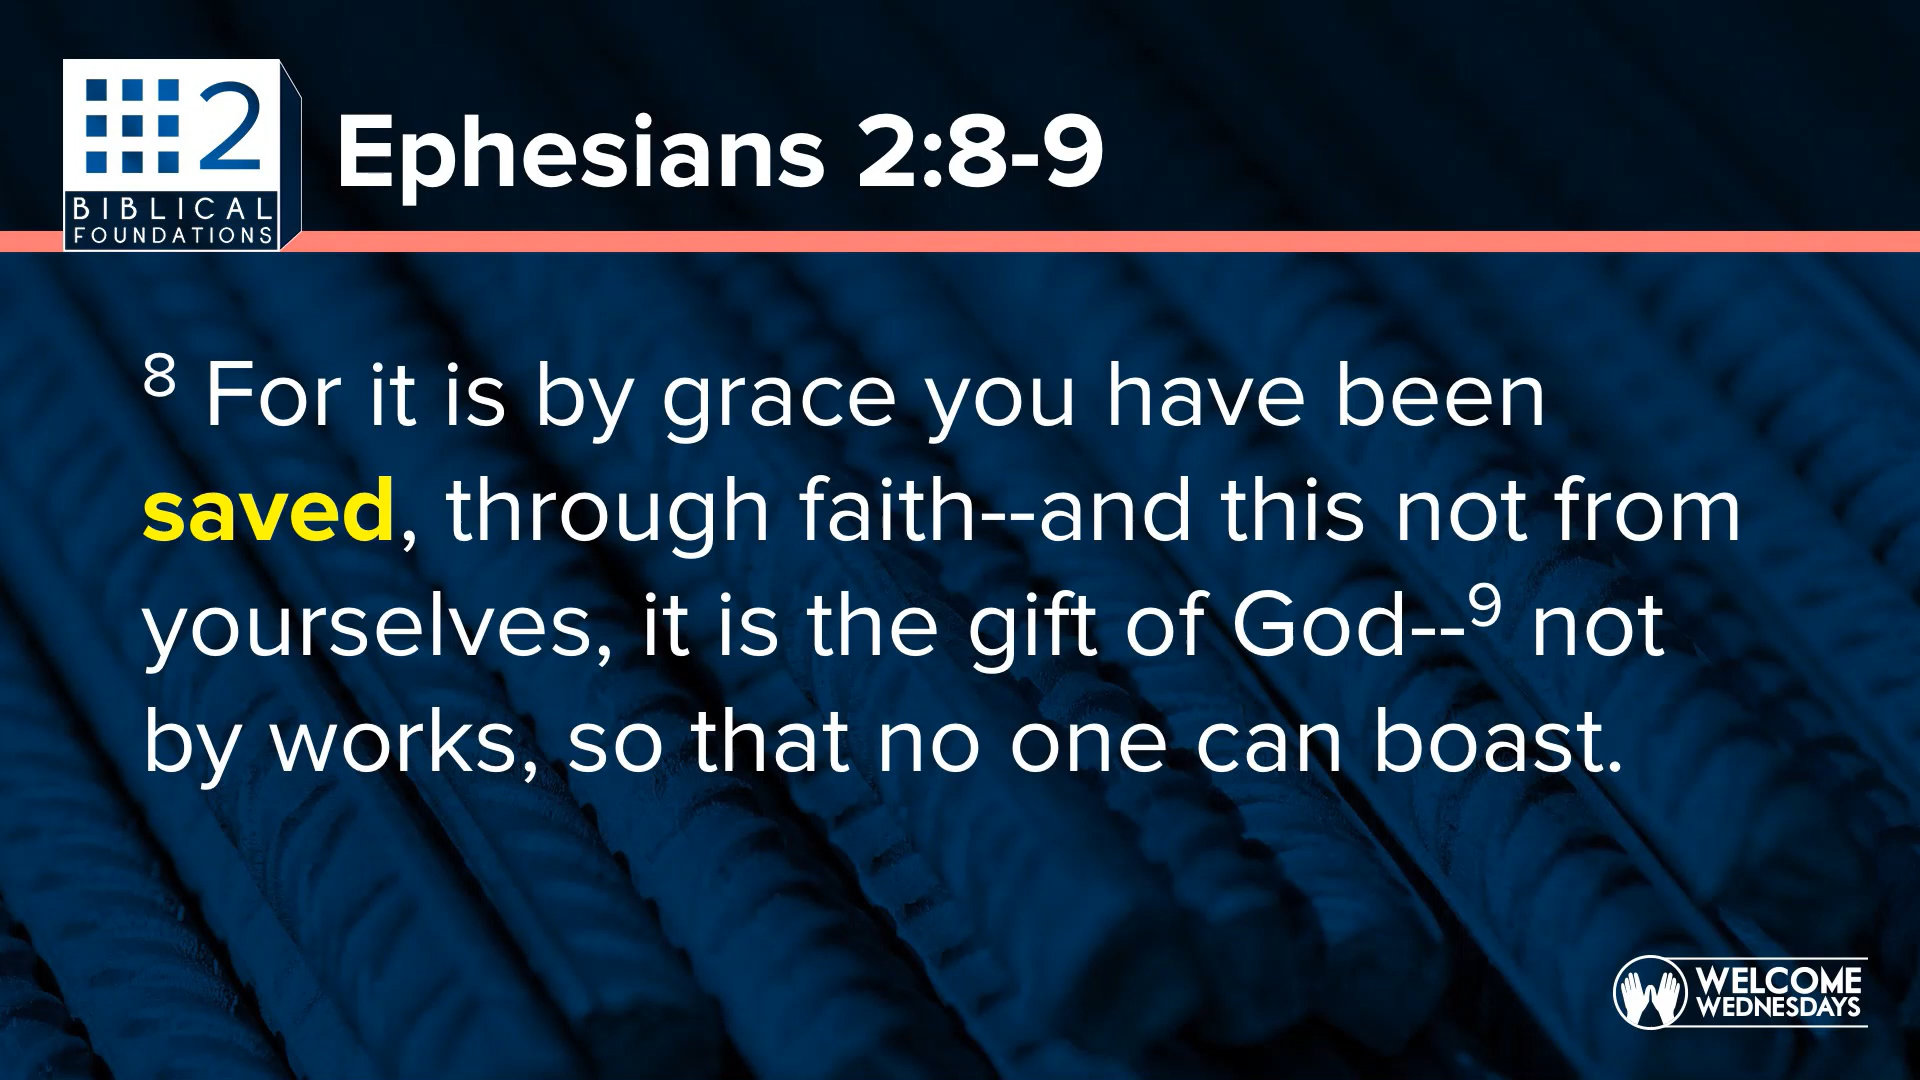 2
BIBLICAL
FOUNDATIONS
Ephesians 2:8-9
⁸ For it is by grace you have been
saved, through faith--and this not from
yourselves, it is the gift of God--⁹ not
by works, so that no one can boast.
WELCOME
WEDNESDAYS